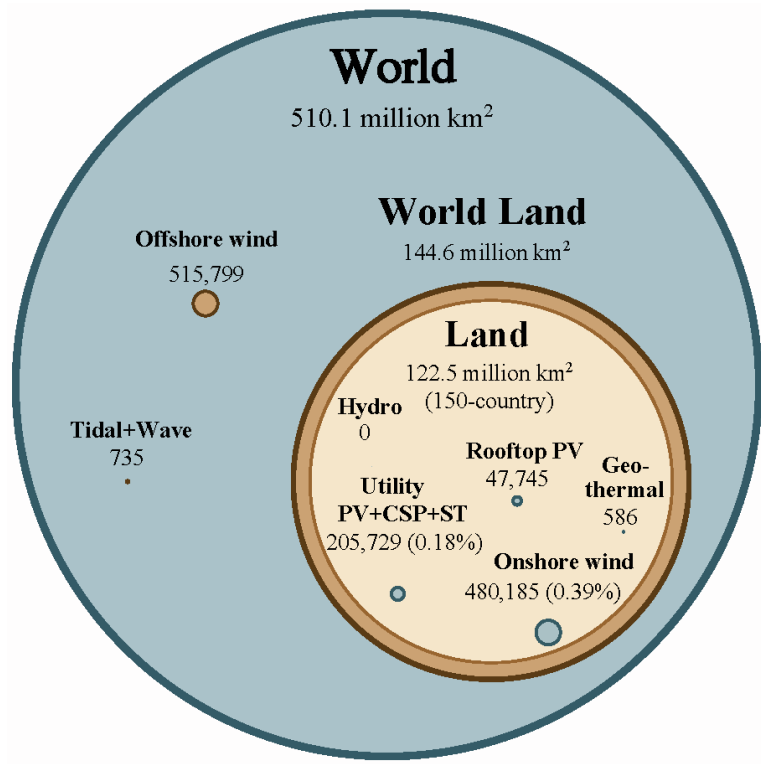 World
510.1 million km²
World Land
144.6 million km²
Offshore wind
515,799
Land
122.5 million km²
(150-country)
Hydro
0
Tidal+Wave
735
Rooftop PV
47,745
Geo-
thermal
586
Utility
PV+CSP+ST
205,729 (0.18%)
Onshore wind
480,185 (0.39%)